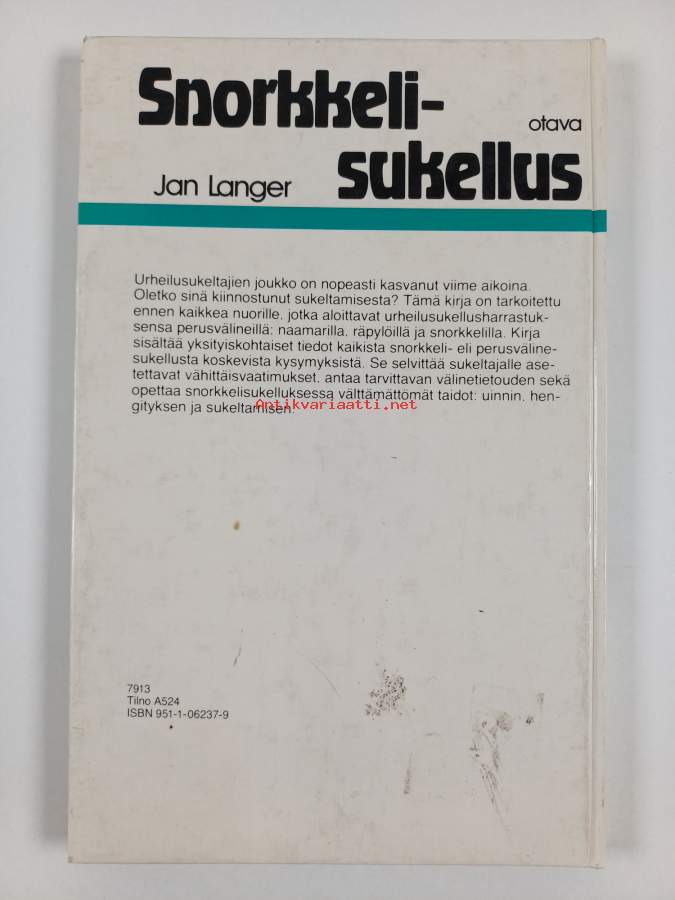 Snorkkeli-
otava
Jan Langer
sukellus
Urheilusukeltajien joukko on nopeasti kasvanut viime aikoina.
Oletko sinä kiinnostunut sukeltamisesta? Tämä kirja on tarkoitettu
ennen kaikkea nuorille, jotka aloittavat urheilusukellusharrastuk-
sensa perusvälineillä: naamarilla, räpylöillä ja snorkkelilla. Kirja
sisältää yksityiskohtaiset tiedot kaikista snorkkeli- eli perusväline-
sukellusta koskevista kysymyksistä. Se selvittää sukeltajalle ase-
tettavat vähittäisvaatimukset, antaa tarvittavan välinetietouden sekä
opettaa snorkkelisukelluksessa välttämättömät taidot: uinnin, hen-
gityksen ja sukeltamisen.
Antikvariaatti.net
7913
Tilno A524
ISBN 951-1-06237-9